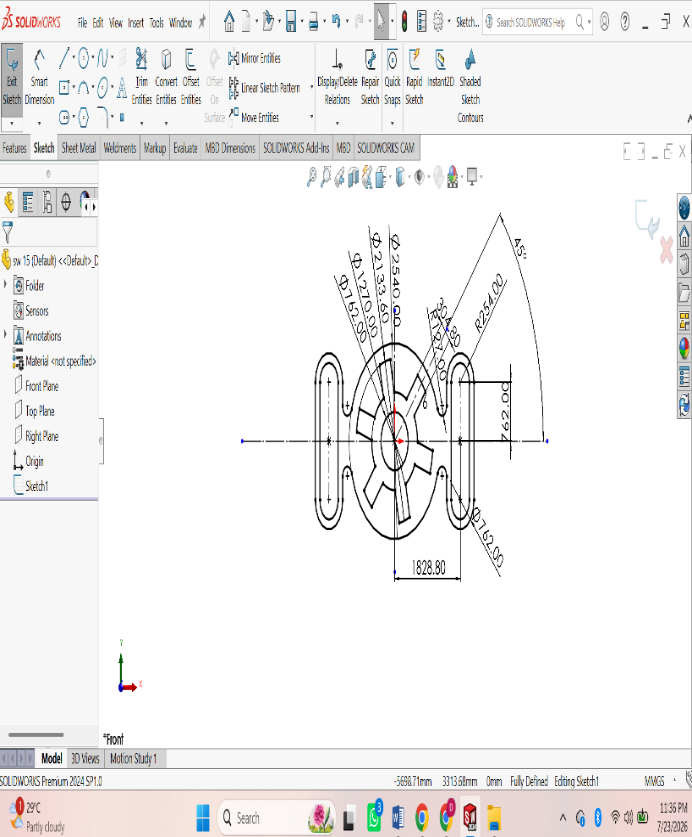 SOLIDWORKS File Edit View Insert Tools Window Sketch... Search SOLIDWORKS Help
Exit Sketch
Smart Dimension
Trim Entities
Convert Entities
Offset Entities
Offset On Surface
Mirror Entities
Linear Sketch Pattern
Move Entities
Display/Delete Relations
Repair Sketch
Quick Snaps
Rapid Sketch
Instant2D
Shaded Sketch Contours
Features Sketch Sheet Metal Weldments Markup Evaluate MBD Dimensions SOLIDWORKS Add-Ins MBD SOLIDWORKS CAM
sw 15 (Default) <<Default>_D
Folder
Sensors
Annotations
Material <not specified>
Front Plane
Top Plane
Right Plane
Origin
Sketch1
Ø762.00
Ø1270.00
Ø2133.60
Ø2540.00
304.80
R254.00
45°
762.00
Ø762.00
1828.80
Y
X
*Front
Model 3D Views Motion Study 1
SOLIDWORKS Premium 2024 SP1.0 -5698.71mm 3313.68mm 0mm Fully Defined Editing Sketch1 MMGS
1
29°C
Partly cloudy
Search
3
D
11:36 PM
7/23/2026